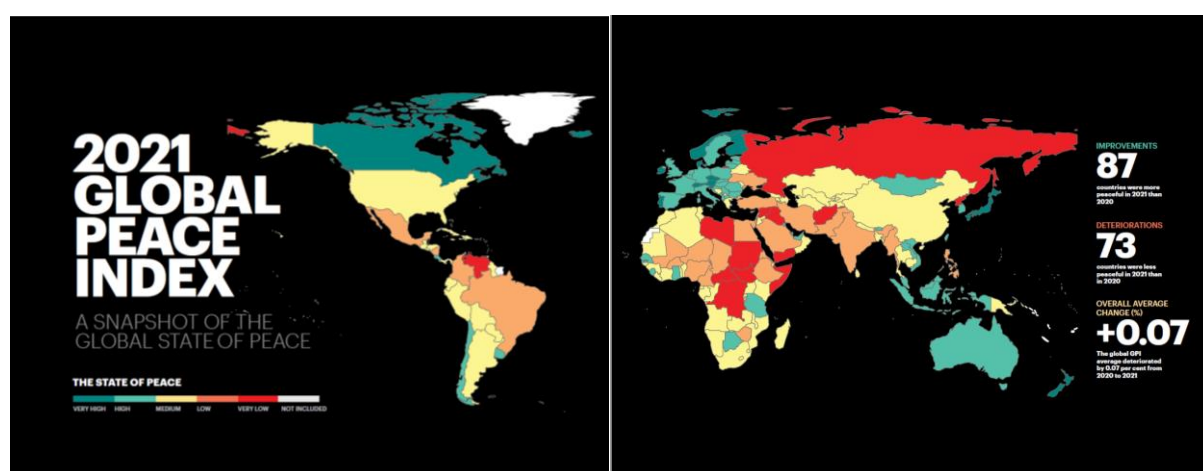 2021
GLOBAL
PEACE
INDEX
A SNAPSHOT OF THE
GLOBAL STATE OF PEACE
THE STATE OF PEACE
VERY HIGH HIGH MEDIUM LOW VERY LOW NOT INCLUDED
IMPROVEMENTS
87
countries were more
peaceful in 2021 than
2020
DETERIORATIONS
73
countries were less
peaceful in 2021 than
in 2020
OVERALL AVERAGE
CHANGE (%)
+0.07
The global GPI
average deteriorated
by 0.07 per cent from
2020 to 2021